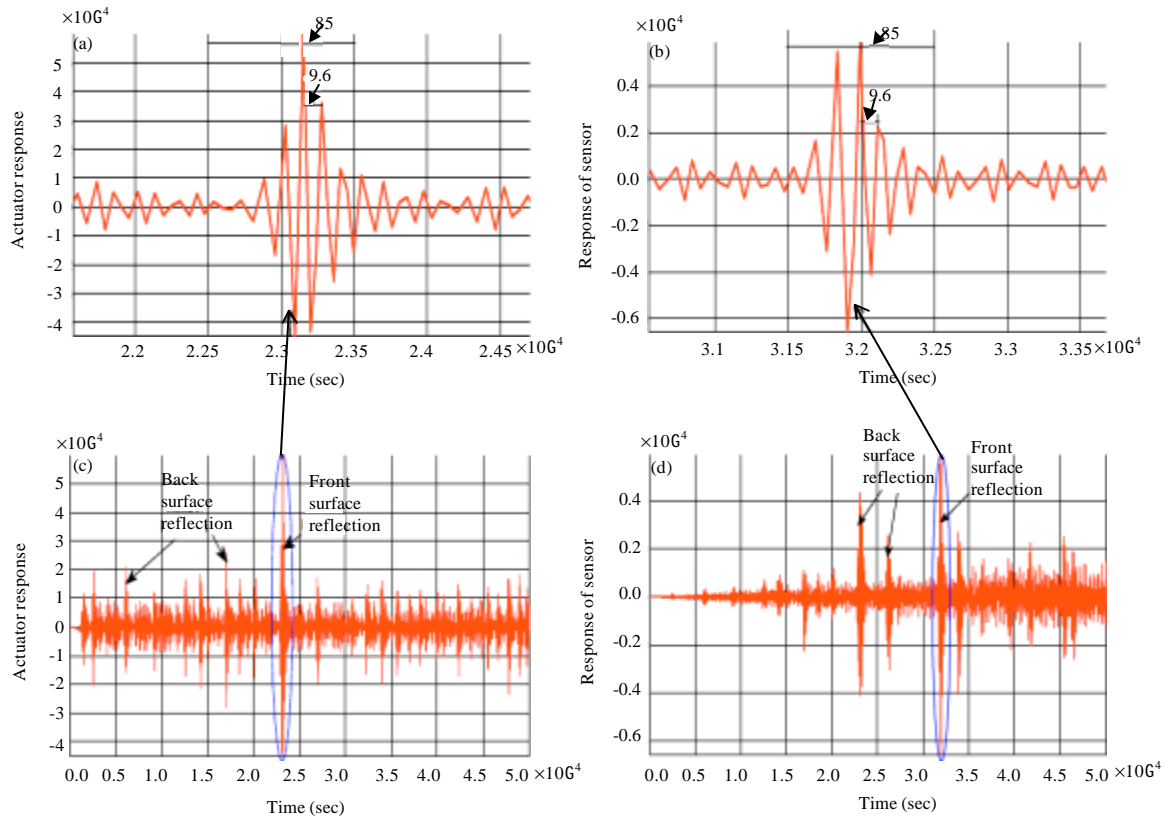 ×10G⁴
(a)
85
9.6
5
4
3
2
1
0
-1
-2
-3
-4
Actuator response
2.2 2.25 2.3 2.35 2.4 2.45 ×10G⁴
Time (sec)
×10G⁴
(b)
85
9.6
0.4
0.2
0.0
-0.2
-0.4
-0.6
Response of sensor
3.1 3.15 3.2 3.25 3.3 3.35 ×10G⁴
Time (sec)
×10G⁴
(c)
Back
surface
reflection
Front
surface
reflection
5
4
3
2
1
0
-1
-2
-3
-4
Actuator response
0.0 0.5 1.0 1.5 2.0 2.5 3.0 3.5 4.0 4.5 5.0 ×10G⁴
Time (sec)
×10G⁴
(d)
Back
surface
reflection
Front
surface
reflection
0.4
0.2
0.0
-0.2
-0.4
-0.6
Response of sensor
0.0 0.5 1.0 1.5 2.0 2.5 3.2 3.5 4.0 4.5 5.0 ×10G⁴
Time (sec)